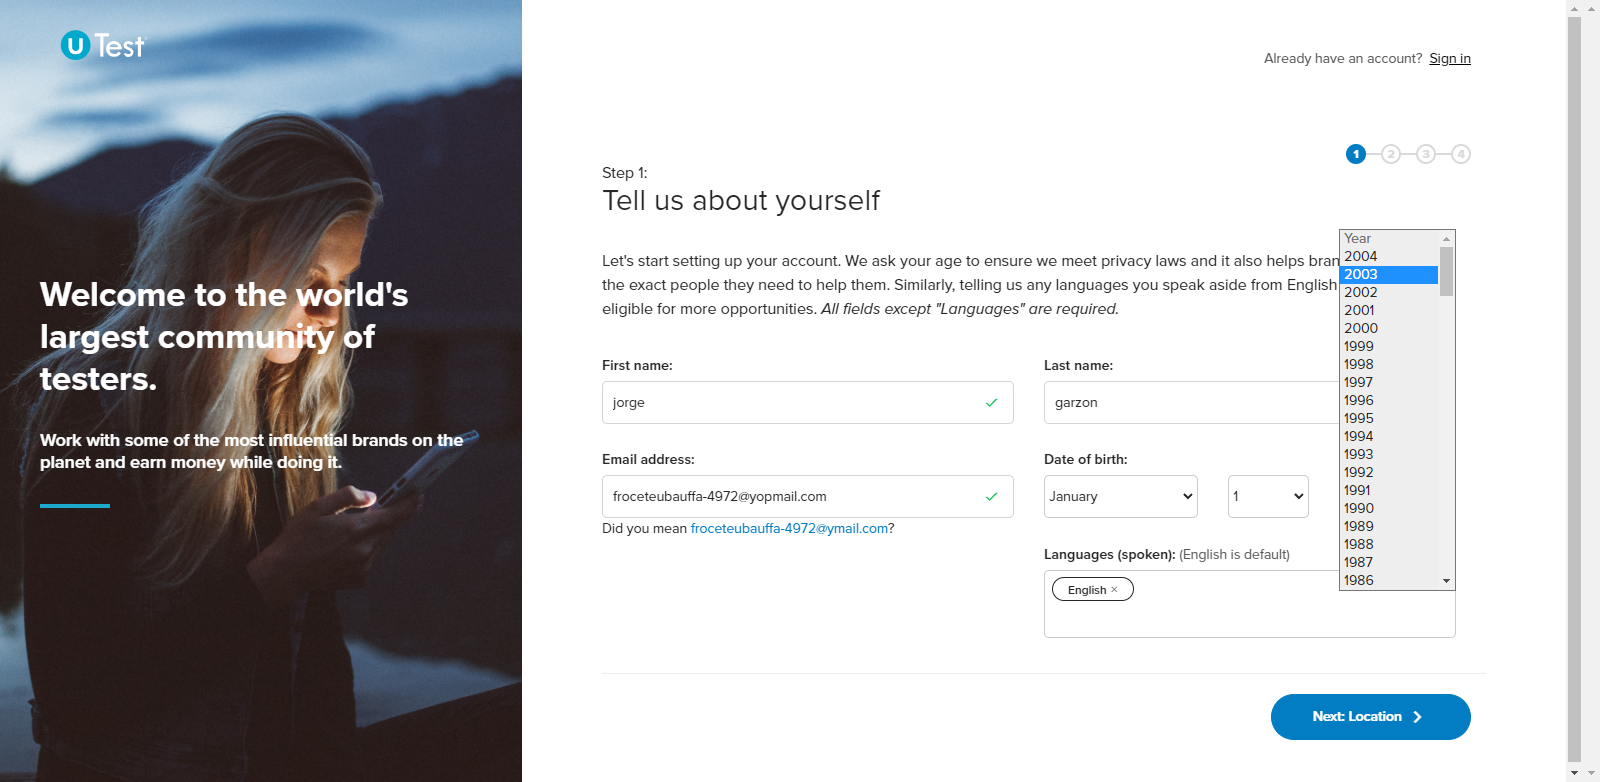 uTest
Already have an account? Sign in
1 2 3 4
Step 1:
Tell us about yourself
Welcome to the world's
largest community of
testers.
Work with some of the most influential brands on the
planet and earn money while doing it.
Let's start setting up your account. We ask your age to ensure we meet privacy laws and it also helps bran
the exact people they need to help them. Similarly, telling us any languages you speak aside from English
eligible for more opportunities. All fields except "Languages" are required.
First name:
jorge
Last name:
garzon
Email address:
froceteubauffa-4972@yopmail.com
Did you mean froceteubauffa-4972@ymail.com?
Date of birth:
January
1
Year
2004
2003
2002
2001
2000
1999
1998
1997
1996
1995
1994
1993
1992
1991
1990
1989
1988
1987
1986
Languages (spoken): (English is default)
English ×
Next: Location